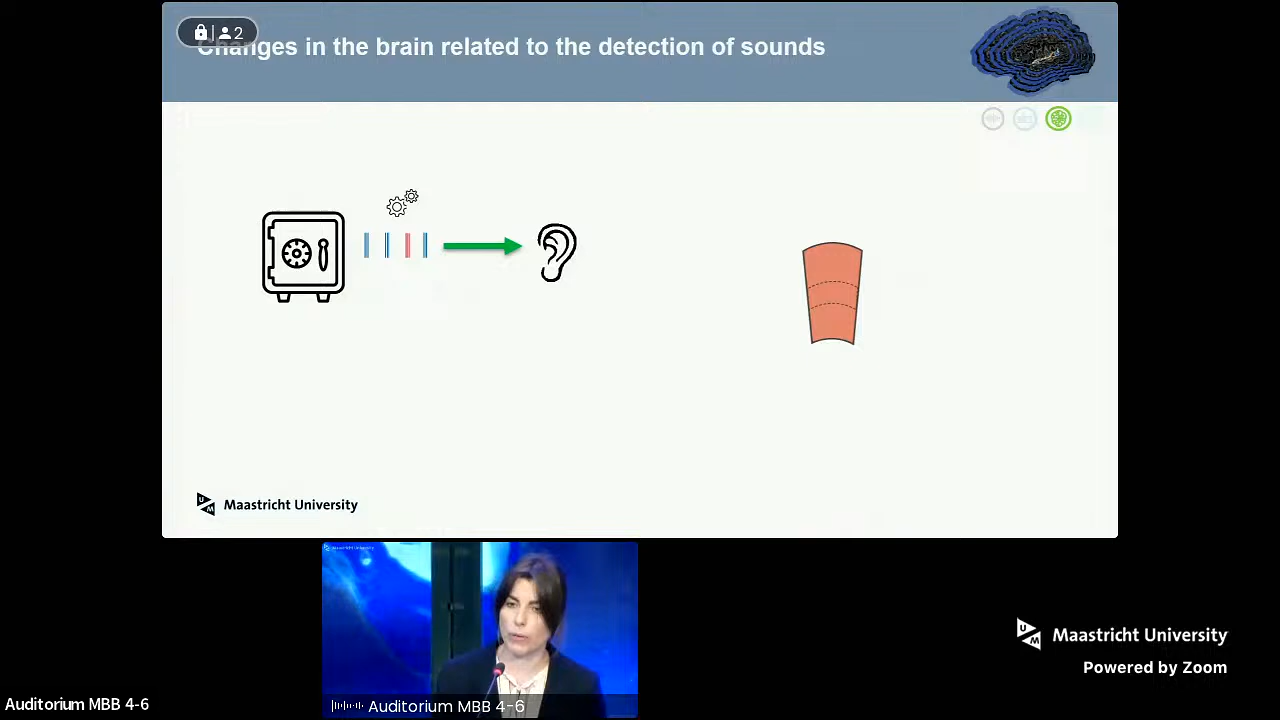 2
Changes in the brain related to the detection of sounds
Maastricht University
Auditorium MBB 4-6
U
M
Maastricht University
Powered by Zoom
Auditorium MBB 4-6